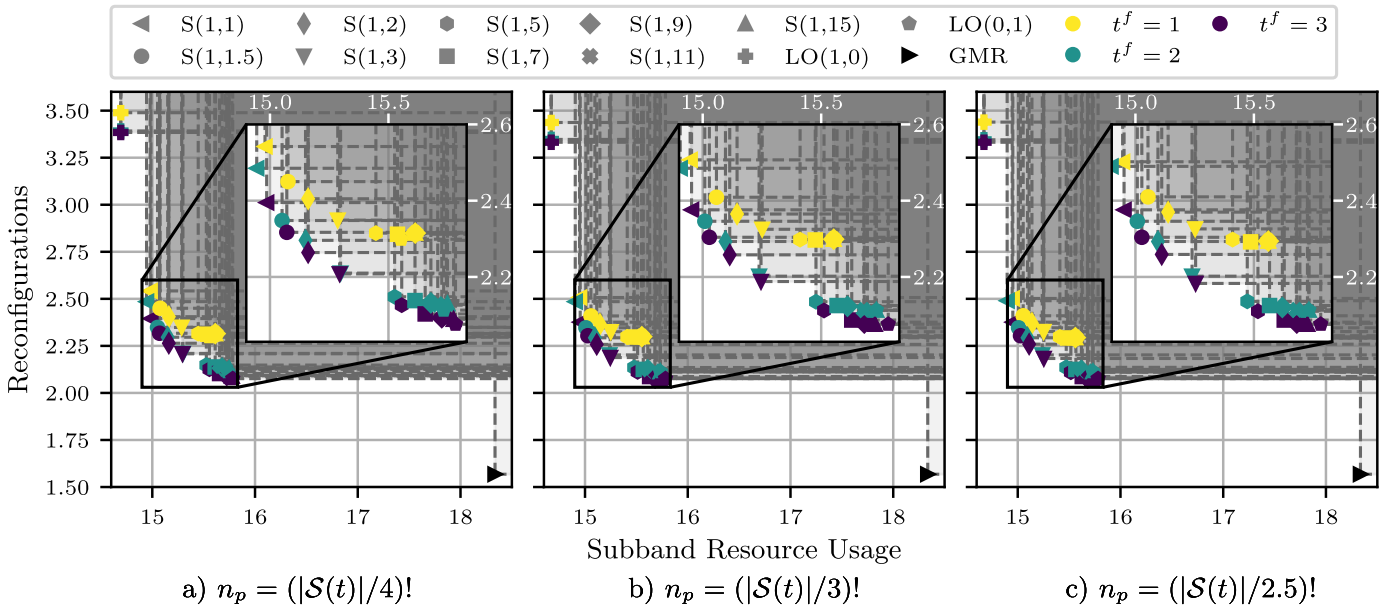 S(1,1) S(1,2) S(1,5) S(1,9) S(1,15) LO(0,1) t^f = 1 t^f = 3
S(1,1.5) S(1,3) S(1,7) S(1,11) LO(1,0) GMR t^f = 2
Reconfigurations
3.50
3.25
3.00
2.75
2.50
2.25
2.00
1.75
1.50
15.0 15.5
2.6
2.4
2.2
15 16 17 18
15.0 15.5
2.6
2.4
2.2
15 16 17 18
15.0 15.5
2.6
2.4
2.2
15 16 17 18
Subband Resource Usage
a) n_p = (|𝒮(t)|/4)! b) n_p = (|𝒮(t)|/3)! c) n_p = (|𝒮(t)|/2.5)!